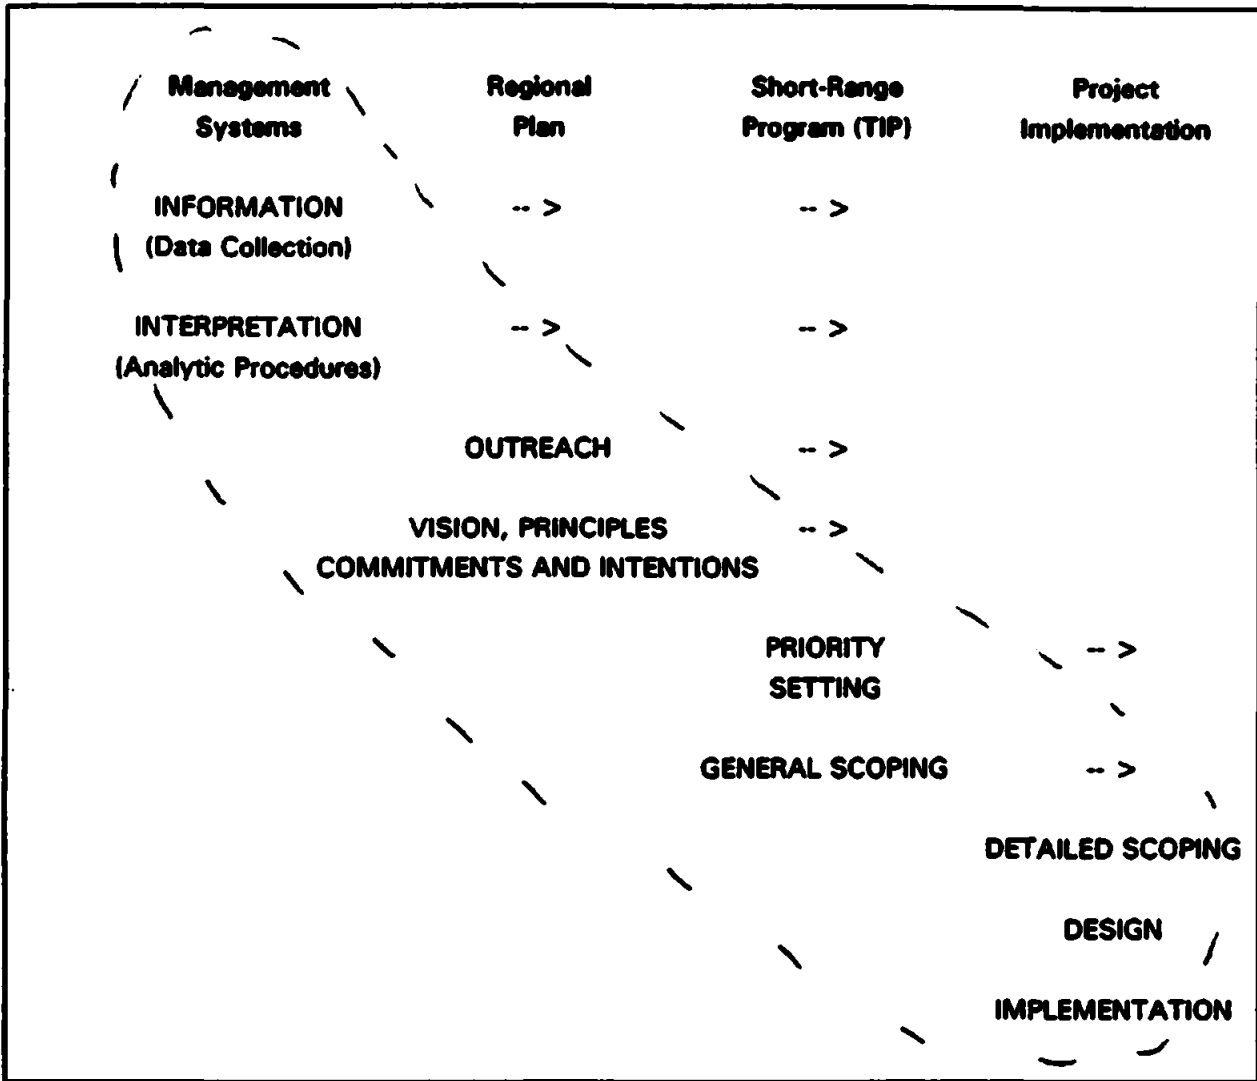 Management Regional Short-Range Project
Systems Plan Program (TIP) Implementation
INFORMATION -- > -- >
(Data Collection)
INTERPRETATION -- > -- >
(Analytic Procedures)
OUTREACH -- >
VISION, PRINCIPLES -- >
COMMITMENTS AND INTENTIONS
PRIORITY -- >
SETTING
GENERAL SCOPING -- >
DETAILED SCOPING
DESIGN
IMPLEMENTATION